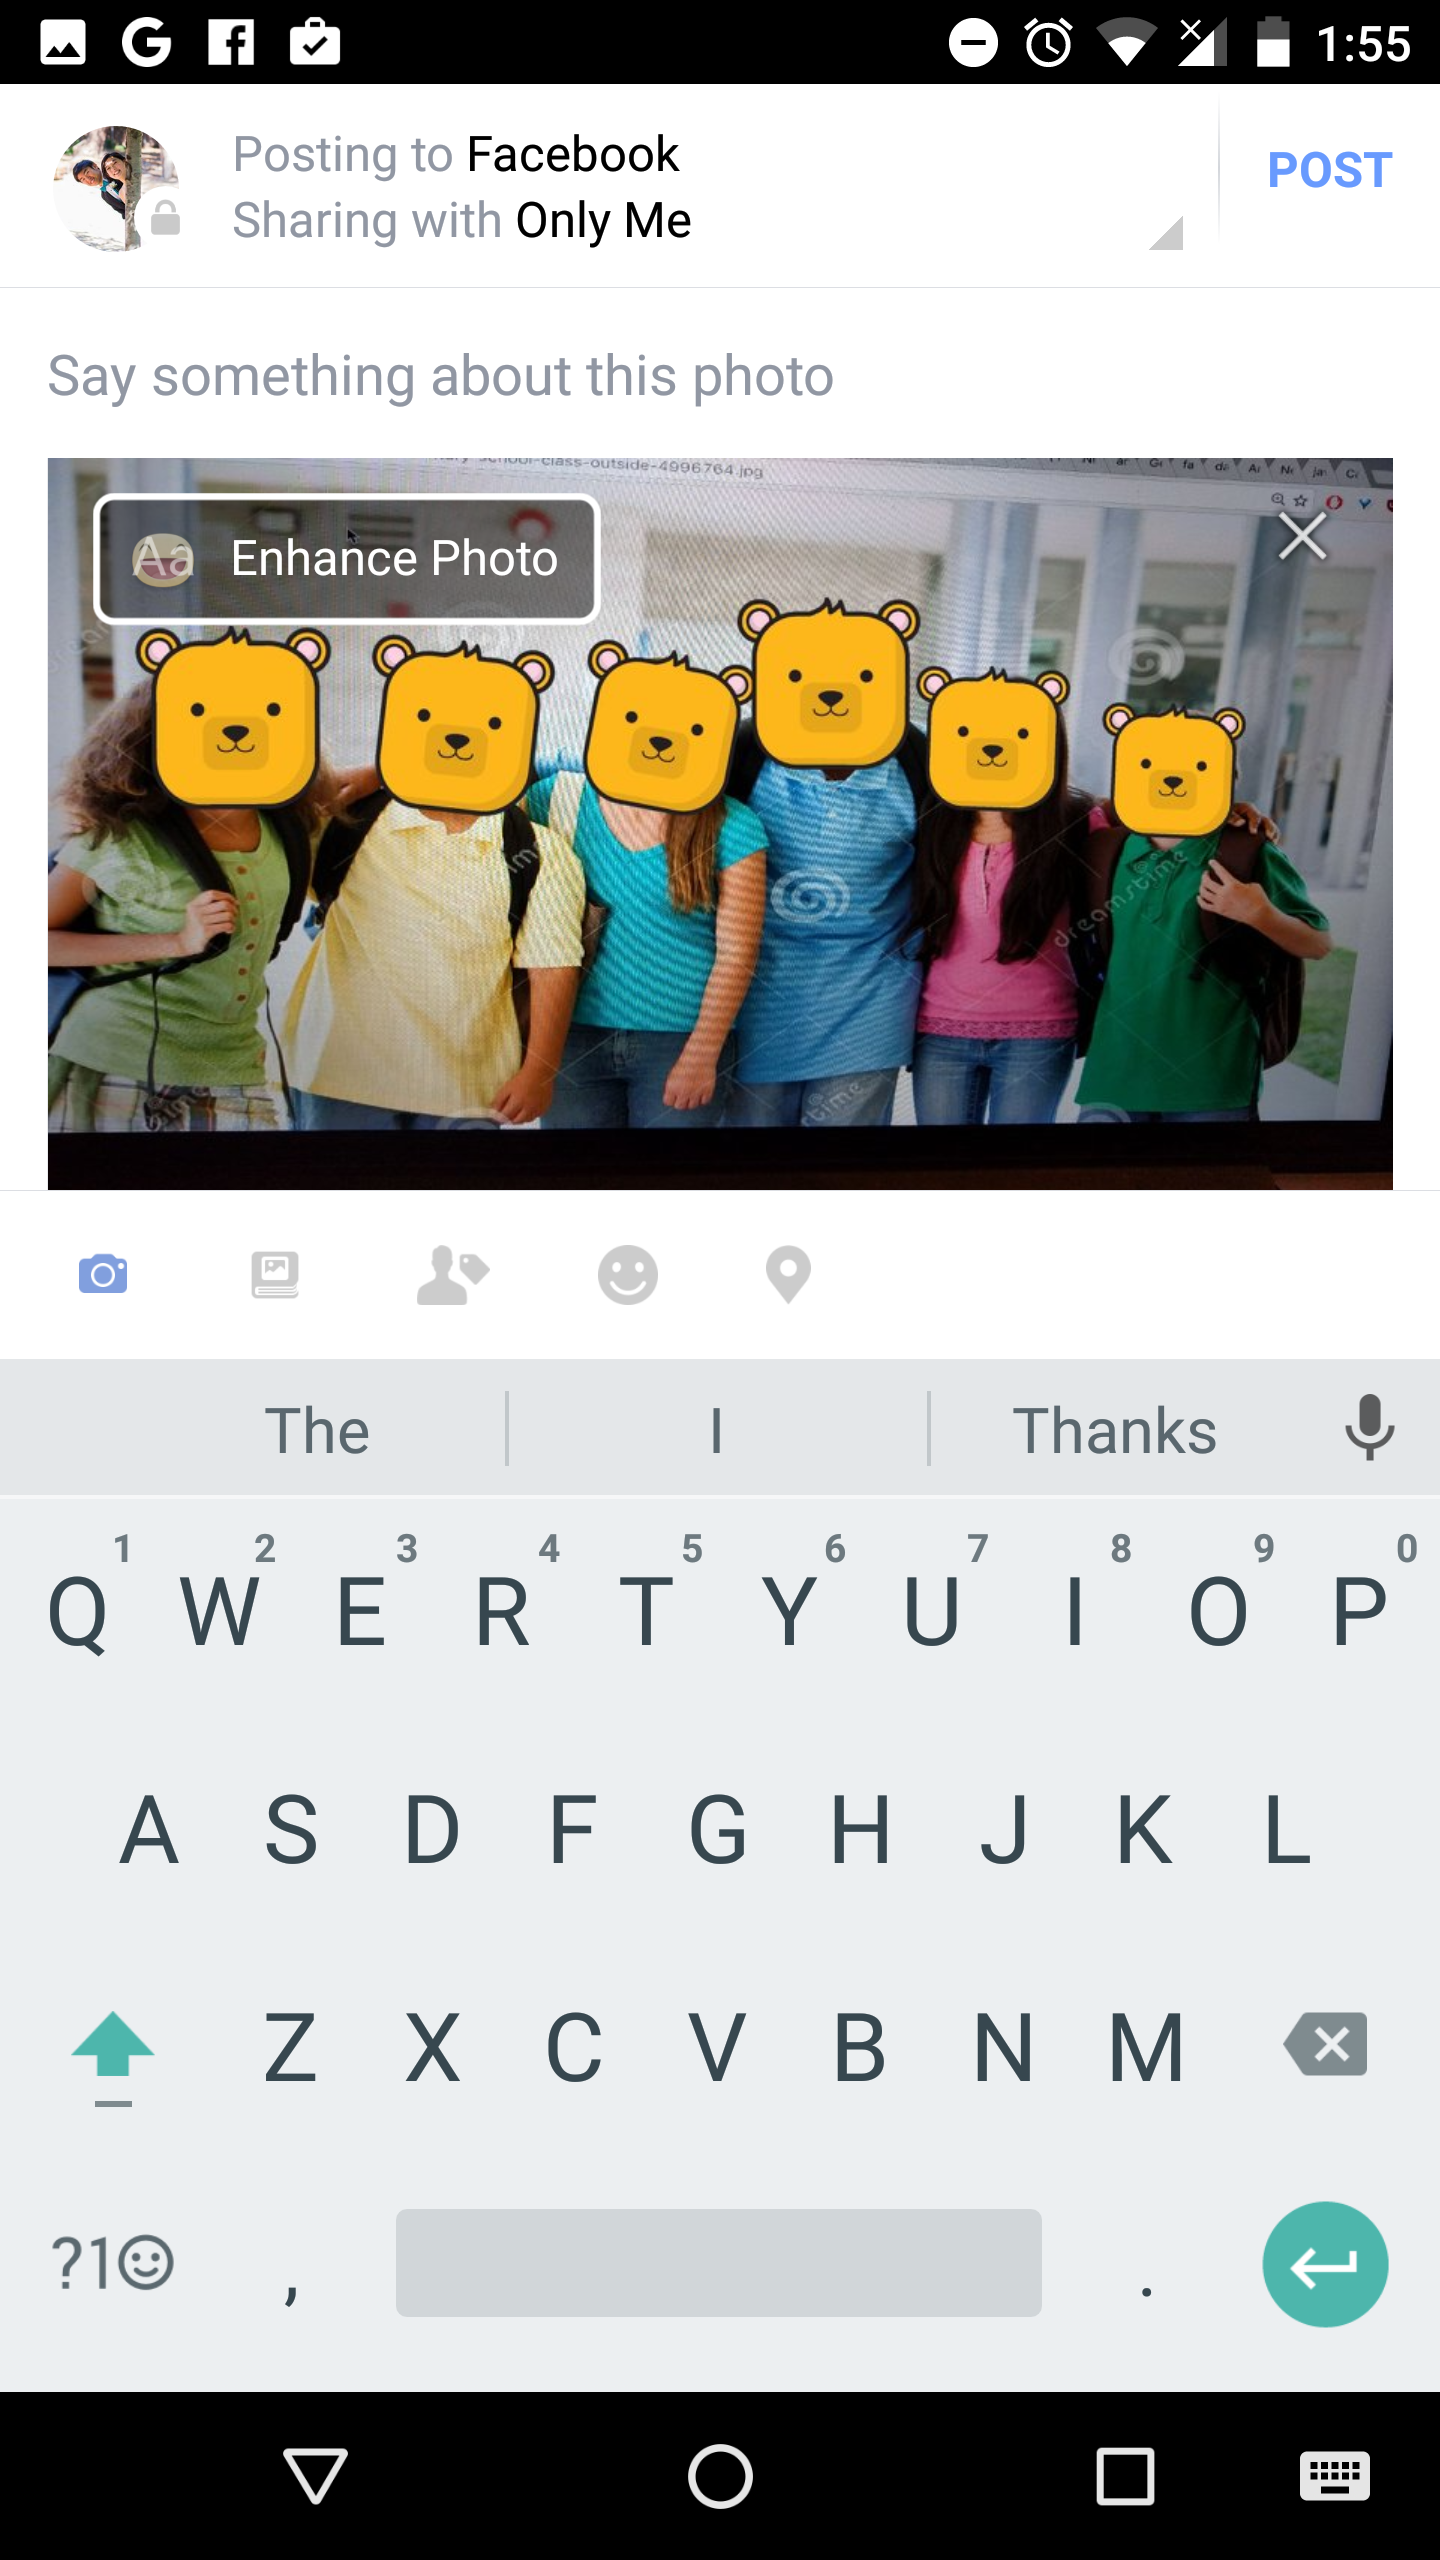 1:55
Posting to Facebook
POST
Sharing with Only Me
Say something about this photo
school-class-outside-4996764.jpg
Aa Enhance Photo
dreamstime
The I Thanks
1 2 3 4 5 6 7 8 9 0
Q W E R T Y U I O P
A S D F G H J K L
Z X C V B N M
?1 , .